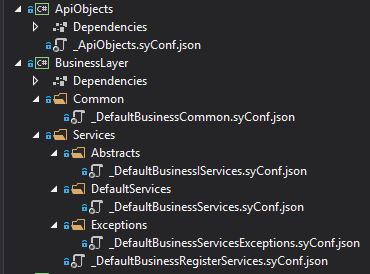 C# ApiObjects
Dependencies
_ApiObjects.syConf.json
C# BusinessLayer
Dependencies
Common
_DefaultBusinessCommon.syConf.json
Services
Abstracts
_DefaultBusinessIServices.syConf.json
DefaultServices
_DefaultBusinessServices.syConf.json
Exceptions
_DefaultBusinessServicesExceptions.syConf.json
_DefaultBusinessRegisterServices.syConf.json